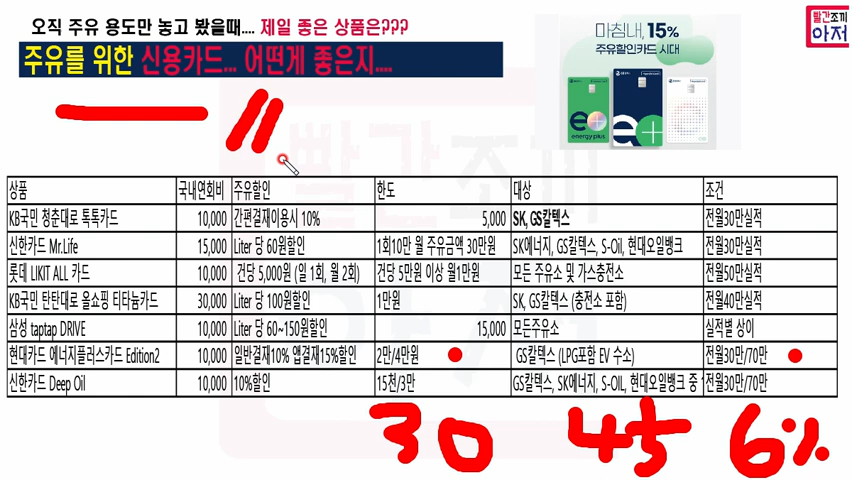 오직 주유 용도만 놓고 봤을때.... 제일 좋은 상품은???
주유를 위한 신용카드... 어떤게 좋은지....
마침내, 15%
주유할인카드 시대
e+
energy plus
e+
빨간조끼
아저
빨간조끼
상품 국내연회비 주유할인 한도 대상 조건
KB국민 청춘대로 톡톡카드 10,000 간편결재이용시 10% 5,000 SK, GS칼텍스 전월30만실적
신한카드 Mr.Life 15,000 Liter 당 60원할인 1회10만 월 주유금액 30만원 SK에너지, GS칼텍스, S-Oil, 현대오일뱅크 전월30만실적
롯데 LIKIT ALL 카드 10,000 건당 5,000원 (일 1회, 월 2회) 건당 5만원 이상 월1만원 모든 주유소 및 가스충전소 전월50만실적
KB국민 탄탄대로 올쇼핑 티타늄카드 30,000 Liter 당 100원할인 1만원 SK, GS칼텍스 (충전소 포함) 전월40만실적
삼성 taptap DRIVE 10,000 Liter 당 60~150원할인 15,000 모든주유소 실적별 상이
현대카드 에너지플러스카드 Edition2 10,000 일반결재10% 앱결재15%할인 2만/4만원 GS칼텍스 (LPG포함 EV 수소) 전월30만/70만
신한카드 Deep Oil 10,000 10%할인 15천/3만 GS칼텍스, SK에너지, S-OIL, 현대오일뱅크 중 전월30만/70만
30 45 6%